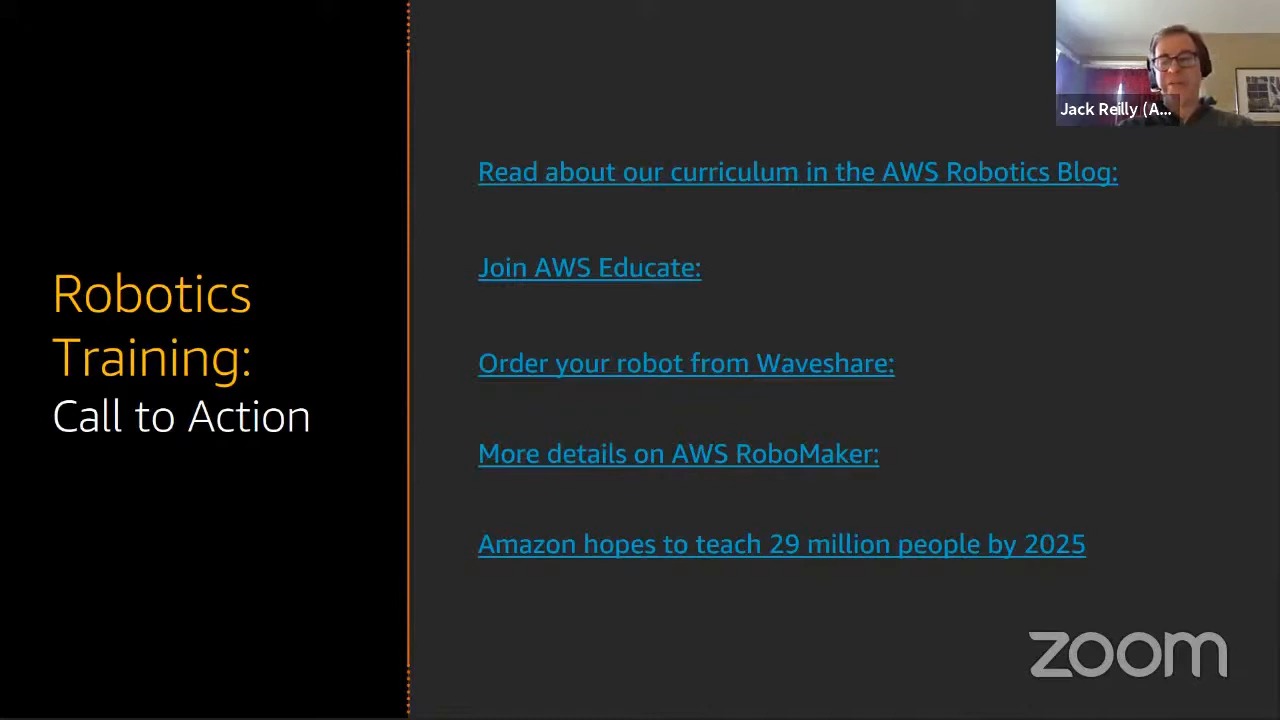 Jack Reilly (A...
Read about our curriculum in the AWS Robotics Blog:
Join AWS Educate:
Robotics
Training:
Call to Action
Order your robot from Waveshare:
More details on AWS RoboMaker:
Amazon hopes to teach 29 million people by 2025
zoom